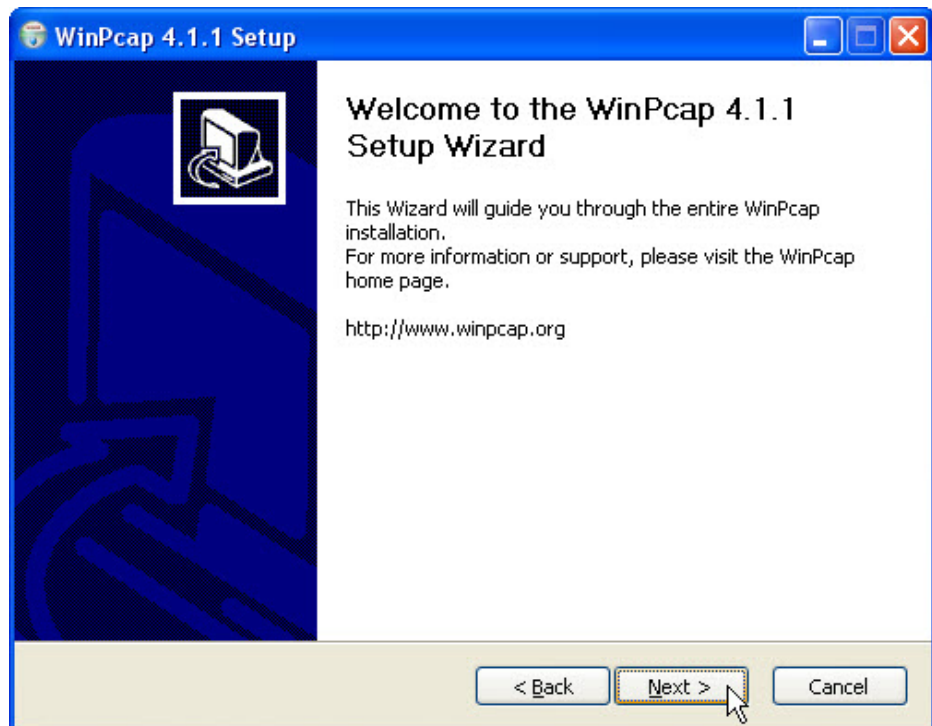 WinPcap 4.1.1 Setup
Welcome to the WinPcap 4.1.1
Setup Wizard
This Wizard will guide you through the entire WinPcap
installation.
For more information or support, please visit the WinPcap
home page.
http://www.winpcap.org
< Back
Next >
Cancel